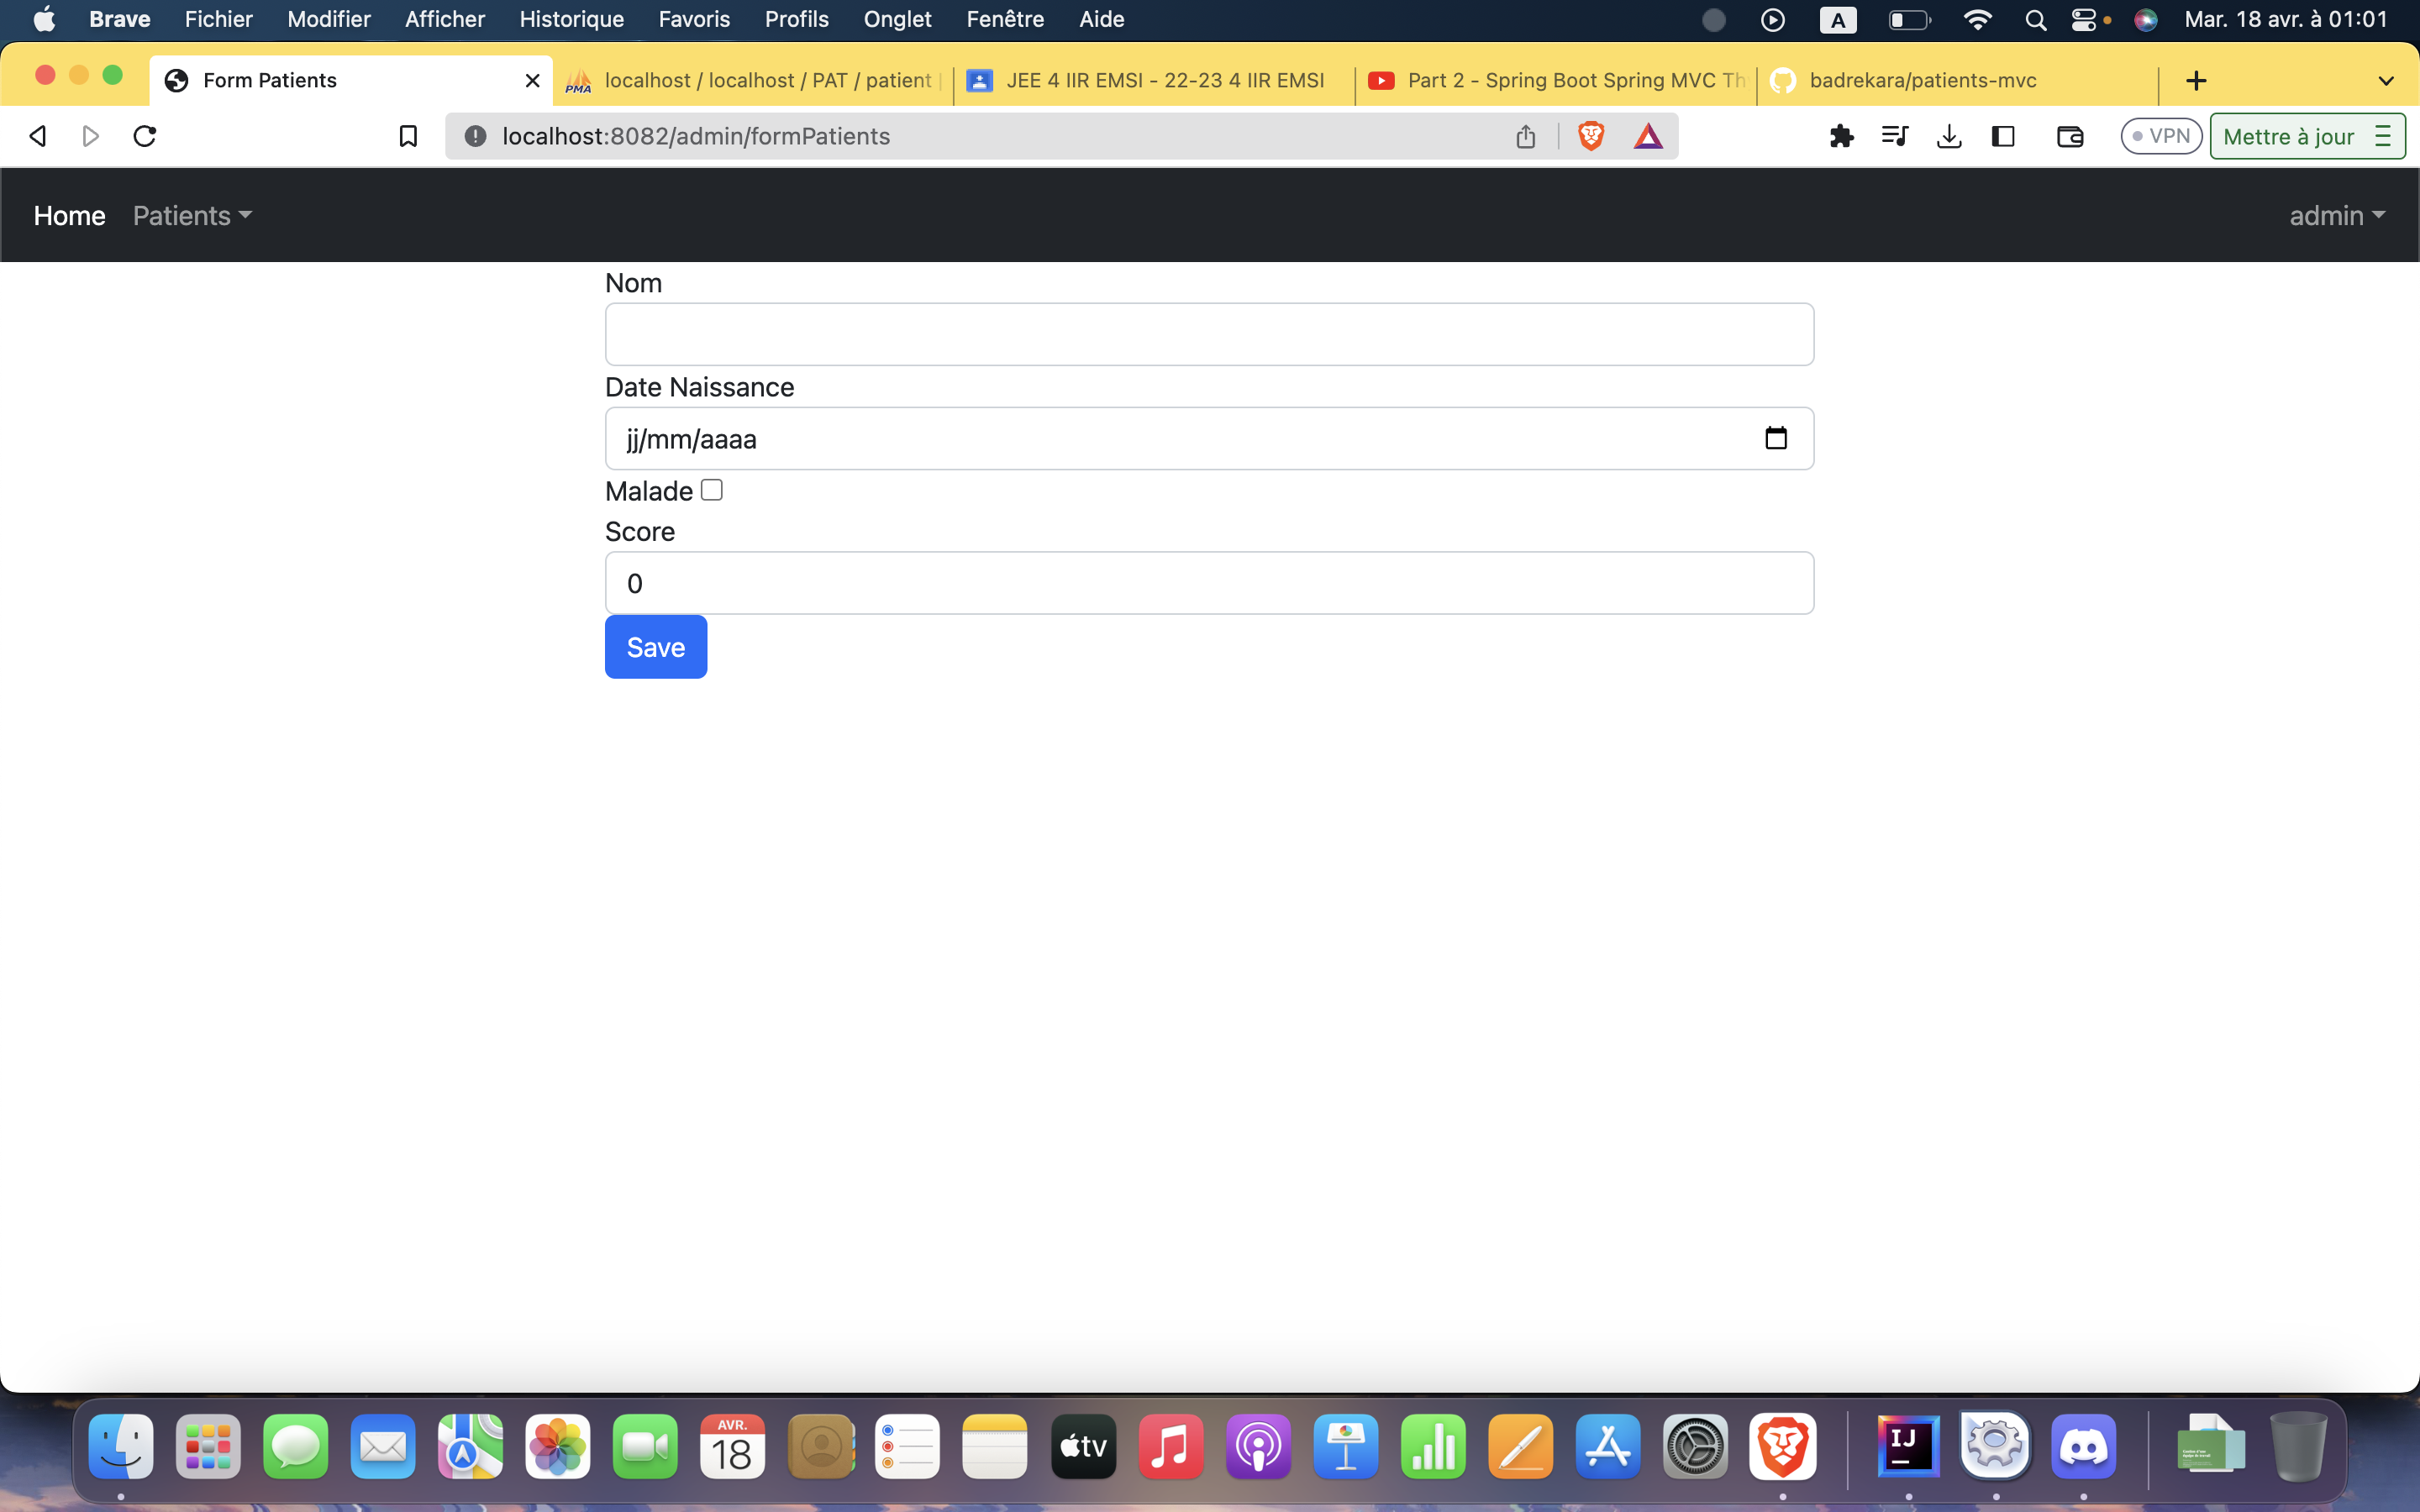 Brave Fichier Modifier Afficher Historique Favoris Profils Onglet Fenêtre Aide A Mar. 18 avr. à 01:01
Form Patients PMA localhost / localhost / PAT / patient JEE 4 IIR EMSI - 22-23 4 IIR EMSI Part 2 - Spring Boot Spring MVC Th badrekara/patients-mvc
localhost:8082/admin/formPatients VPN Mettre à jour
Home Patients admin
Nom
Date Naissance
jj/mm/aaaa
Malade
Score
0
Save
AVR.
18
tv
IJ